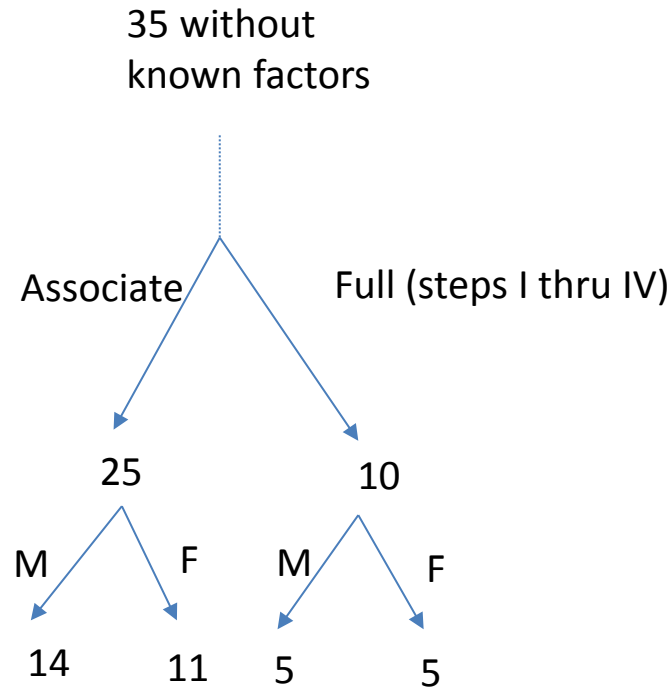 35 without
known factors
Associate
Full (steps I thru IV)
25
10
M
F
M
F
14
11
5
5